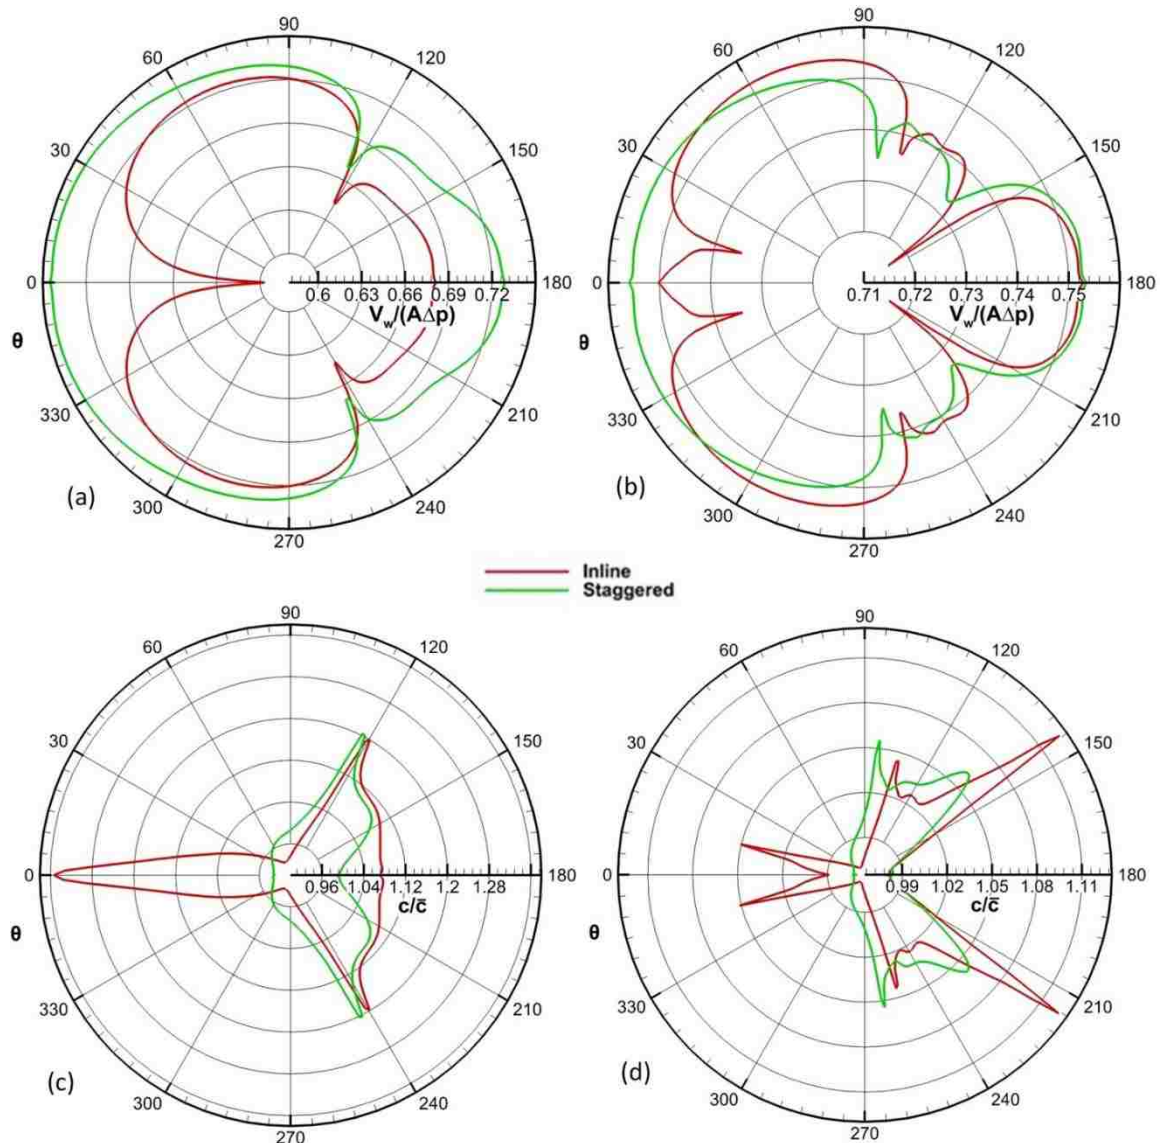 90 90
60 120 60 120
30 150 30 150
0 0.6 0.63 0.66 0.69 0.72 180 0 0.71 0.72 0.73 0.74 0.75 180
V_w/(AΔp) V_w/(AΔp)
θ θ
330 210 330 210
(a) (b)
300 240 300 240
270 270
Inline
Staggered
90 90
60 120 60 120
30 150 30 150
0 0.96 1.04 1.12 1.2 1.28 180 0 0.99 1.02 1.05 1.08 1.11 180
c/c̄ c/c̄
θ θ
330 210 330 210
(c) (d)
300 240 300 240
270 270